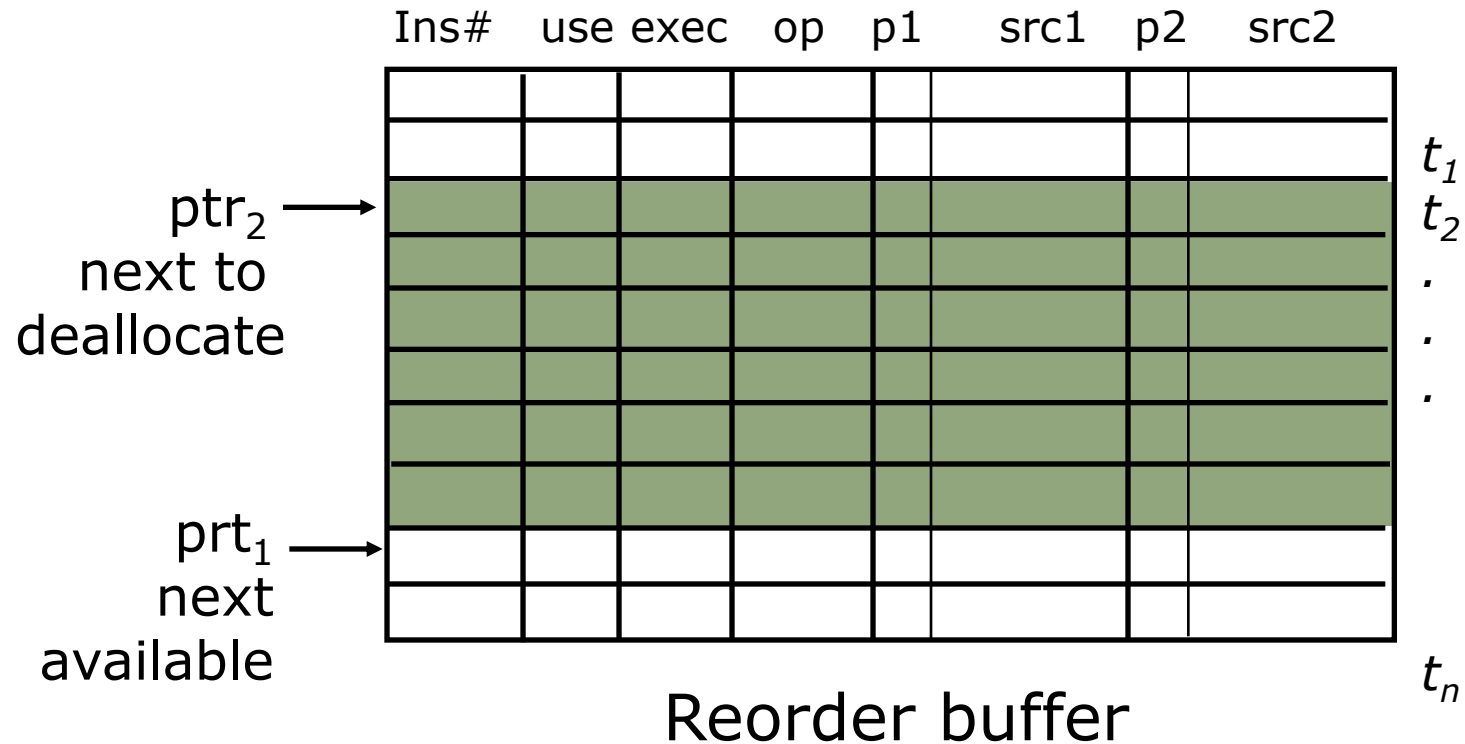 Ins# use exec op p1 src1 p2 src2
t₁
ptr₂
t₂
next to
.
deallocate
.
.
prt₁
next
available
tₙ
Reorder buffer